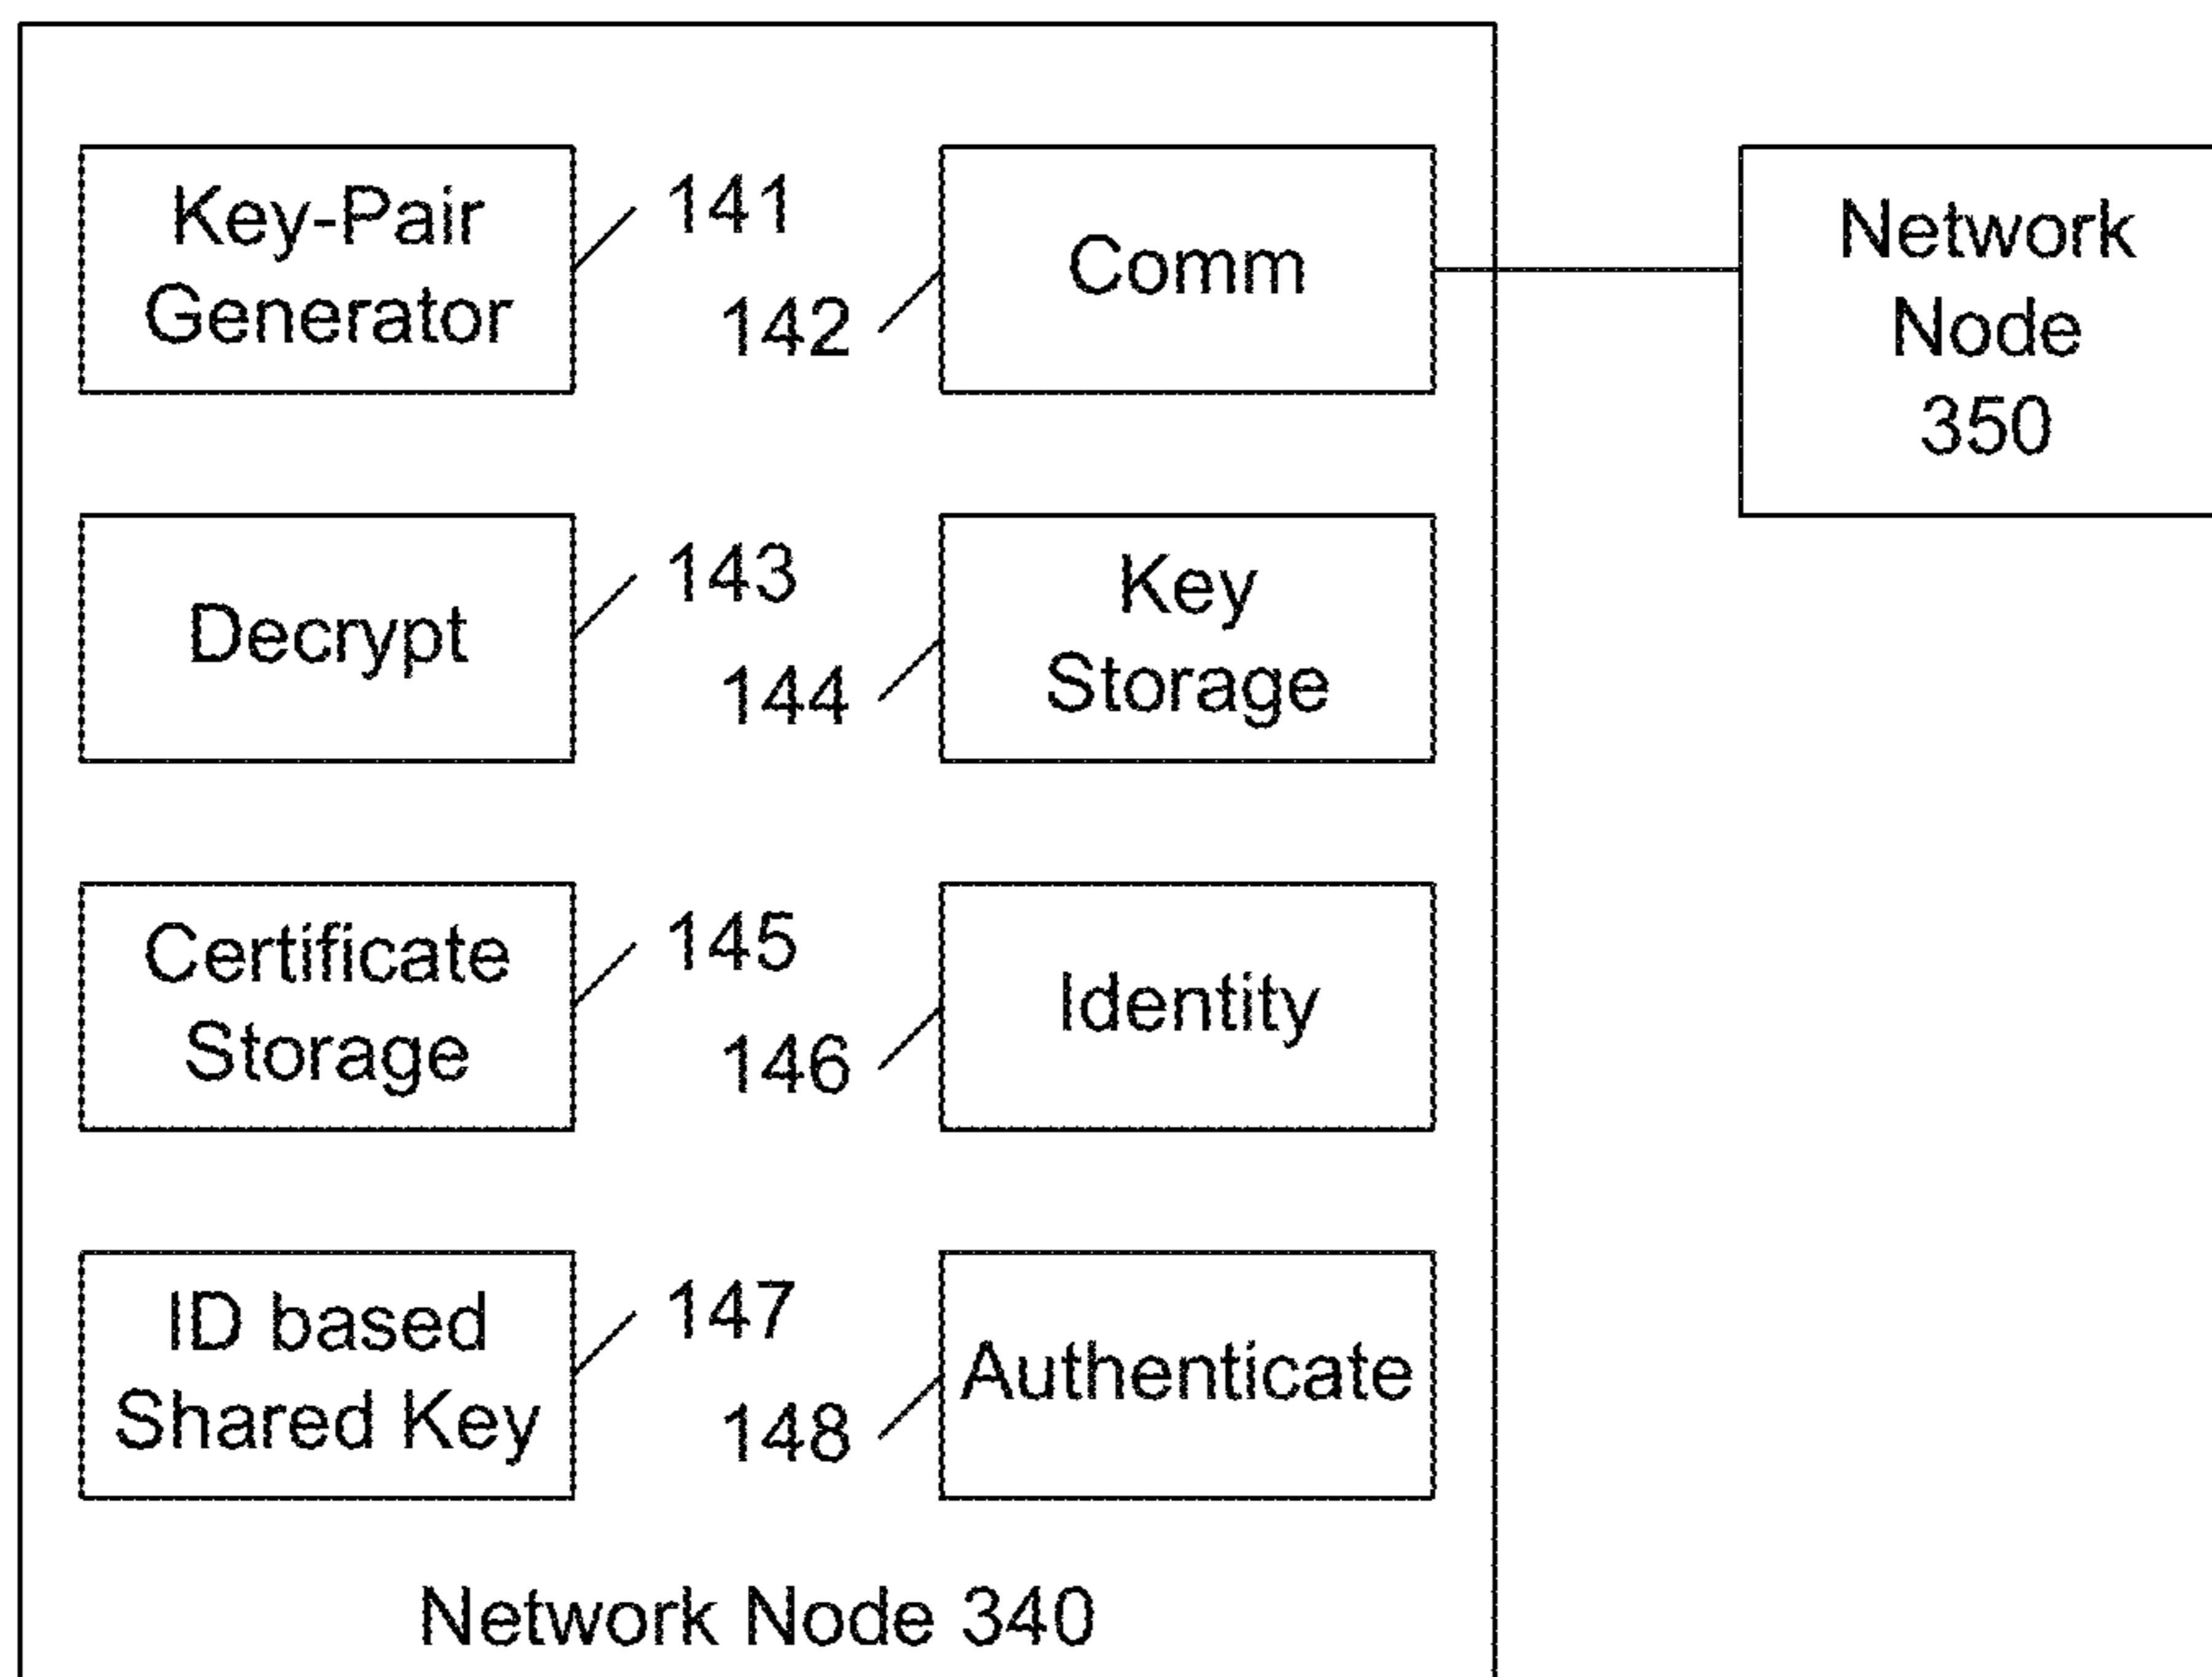 Key-Pair
Generator
141
142
Comm
Network
Node
350
Decrypt
143
144
Key
Storage
Certificate
Storage
145
146
Identity
ID based
Shared Key
147
148
Authenticate
Network Node 340